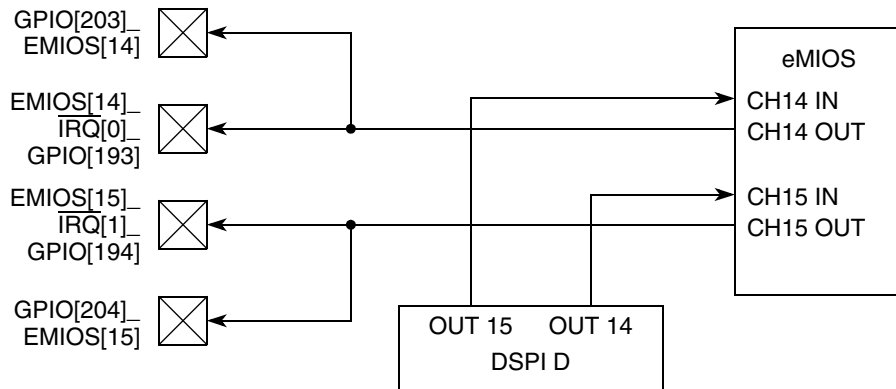 GPIO[203]_
EMIOS[14]
EMIOS[14]_
IRQ[0]_
GPIO[193]
EMIOS[15]_
IRQ[1]_
GPIO[194]
GPIO[204]_
EMIOS[15]
eMIOS
CH14 IN
CH14 OUT
CH15 IN
CH15 OUT
OUT 15 OUT 14
DSPI D